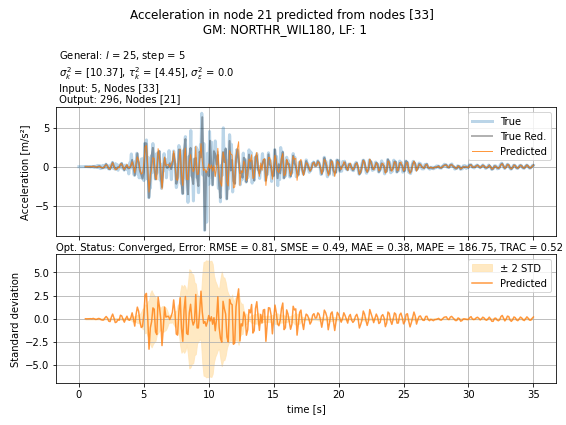 Acceleration in node 21 predicted from nodes [33]
GM: NORTHR_WIL180, LF: 1
General: l = 25, step = 5
σ²ₖ = [10.37], τ²ₖ = [4.45], σ²ε = 0.0
Input: 5, Nodes [33]
Output: 296, Nodes [21]
True
True Red.
Predicted
Acceleration [m/s²]
5
0
−5
Opt. Status: Converged, Error: RMSE = 0.81, SMSE = 0.49, MAE = 0.38, MAPE = 186.75, TRAC = 0.52
± 2 STD
Predicted
Standard deviation
5.0
2.5
0.0
−2.5
−5.0
0 5 10 15 20 25 30 35
time [s]